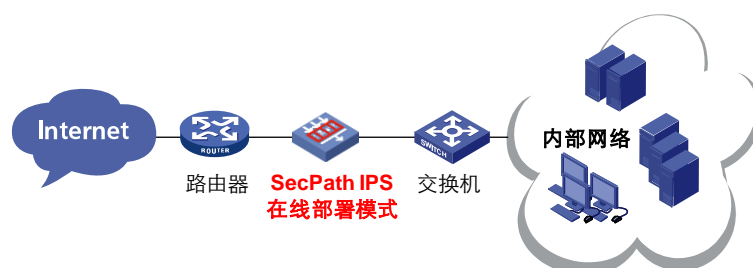 Internet
ROUTER
路由器
SecPath IPS
在线部署模式
SWITCH
交换机
内部网络